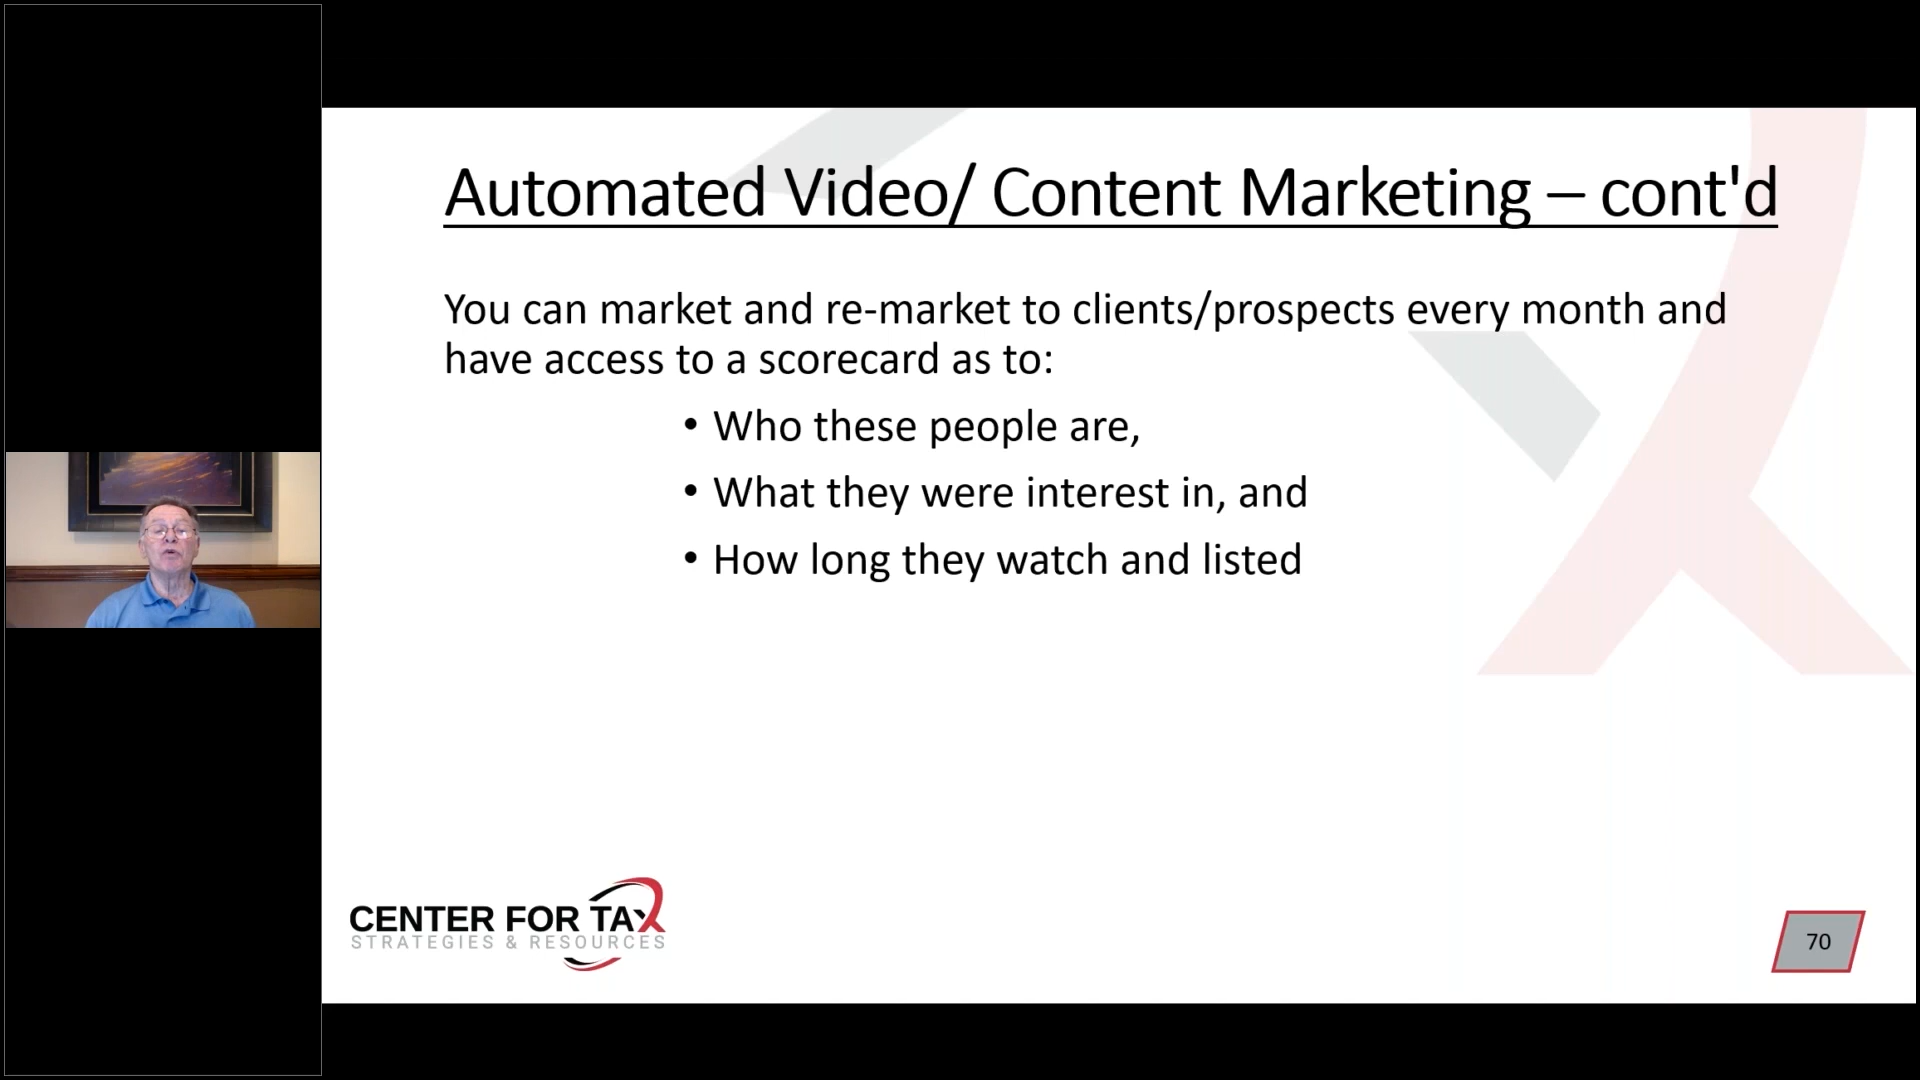 Automated Video/ Content Marketing – cont'd
You can market and re-market to clients/prospects every month and
have access to a scorecard as to:
• Who these people are,
• What they were interest in, and
• How long they watch and listed
CENTER FOR TAX
STRATEGIES & RESOURCES
70